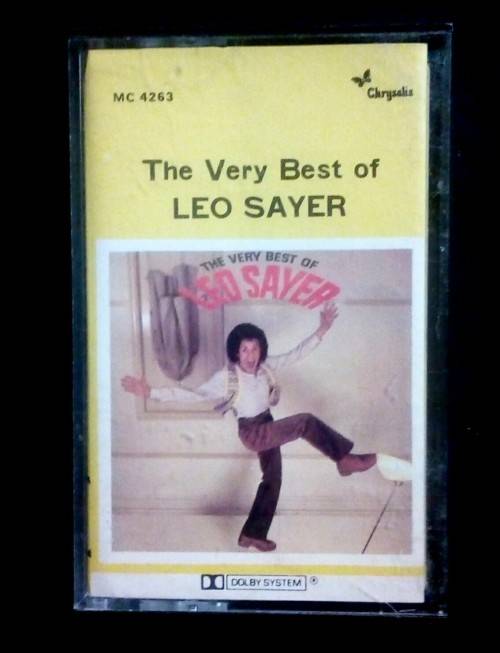 MC 4263
Chrysalis
The Very Best of
LEO SAYER
THE VERY BEST OF
LEO SAYER
DOLBY SYSTEM ®